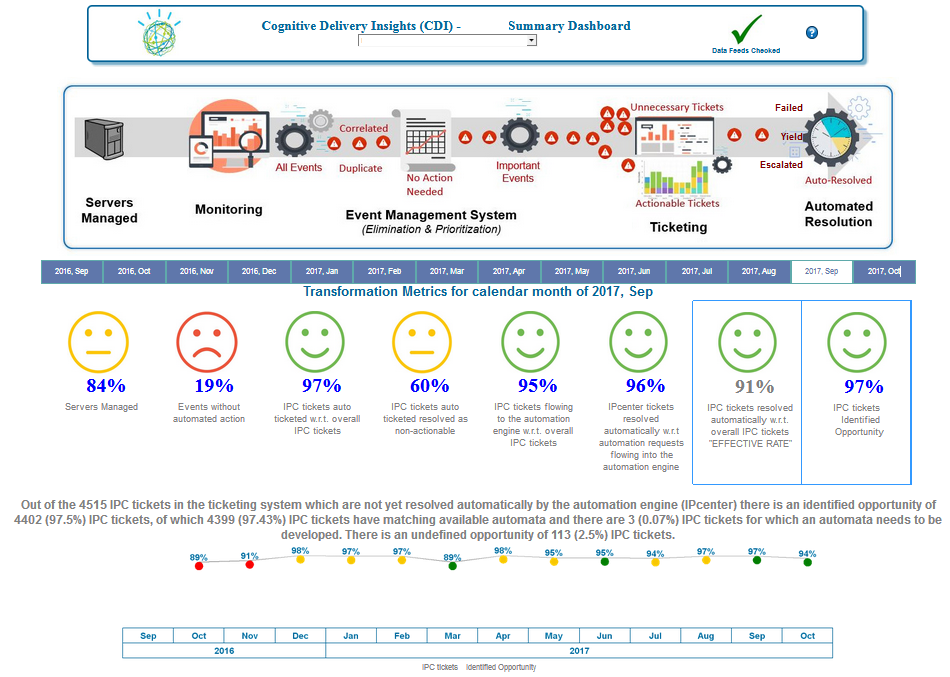 Cognitive Delivery Insights (CDI) - Summary Dashboard
Data Feeds Checked
?
Unnecessary Tickets
Failed
Correlated
Yield
All Events
Duplicate
Important
Events
Escalated
No Action
Needed
Auto-Resolved
Actionable Tickets
Servers
Managed
Monitoring
Event Management System
(Elimination & Prioritization)
Ticketing
Automated
Resolution
2016, Sep 2016, Oct 2016, Nov 2016, Dec 2017, Jan 2017, Feb 2017, Mar 2017, Apr 2017, May 2017, Jun 2017, Jul 2017, Aug 2017, Sep 2017, Oct
Transformation Metrics for calendar month of 2017, Sep
84%
Servers Managed
19%
Events without
automated action
97%
IPC tickets auto
ticketed w.r.t. overall
IPC tickets
60%
IPC tickets auto
ticketed resolved as
non-actionable
95%
IPC tickets flowing
to the automation
engine w.r.t. overall
IPC tickets
96%
IPcenter tickets
resolved
automatically w.r.t
automation requests
flowing into the
automation engine
91%
IPC tickets resolved
automatically w.r.t
overall IPC tickets
"EFFECTIVE RATE"
97%
IPC tickets
Identified
Opportunity
Out of the 4515 IPC tickets in the ticketing system which are not yet resolved automatically by the automation engine (IPcenter) there is an identified opportunity of
4402 (97.5%) IPC tickets, of which 4399 (97.43%) IPC tickets have matching available automata and there are 3 (0.07%) IPC tickets for which an automata needs to be
developed. There is an undefined opportunity of 113 (2.5%) IPC tickets.
89% 91% 98% 97% 97% 89% 98% 95% 95% 94% 97% 97% 94%
Sep Oct Nov Dec Jan Feb Mar Apr May Jun Jul Aug Sep Oct
2016 2017
IPC tickets Identified Opportunity